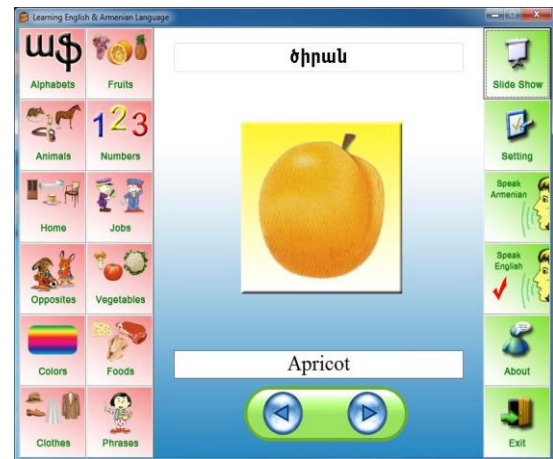 Learning English & Armenian Language
ափ
Alphabets
Fruits
Animals
123
Numbers
Home
Jobs
Opposites
Vegetables
Colors
Foods
Clothes
Phrases
ծիրան
Apricot
Slide Show
Setting
Speak
Armenian
Speak
English
About
Exit